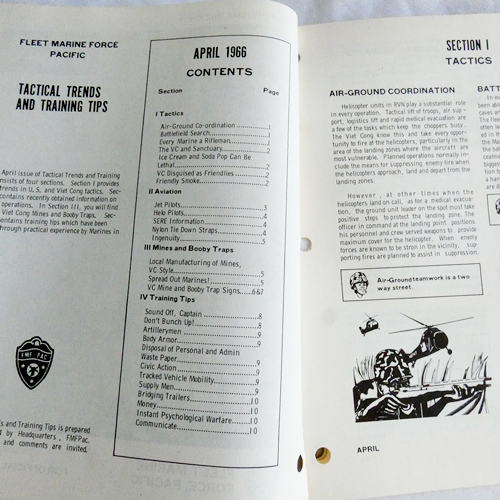 FLEET MARINE FORCE
PACIFIC
TACTICAL TRENDS
AND TRAINING TIPS
April issue of Tactical Trends and Training
nsists of four sections. Section I provides
trends in U.S. and Viet Cong tactics. Sec-
ontains recently obtained information on
operations. In Section III, you will find
Viet Cong Mines and Booby Traps. Sec-
ontains training tips which have been
through practical experience by Marines in
FMF-PAC
s and Training Tips is prepared
d by Headquarters, FMFPac.
and comments are invited.
APRIL 1966
CONTENTS
Section Page
I Tactics
Air-Ground Co-ordination 1
Battlefield Search 1
Every Marine a Rifleman 2
The VC and Sanctuary 2
Ice Cream and Soda Pop Can Be
Lethal 2
VC Disguised as Friendlies 2
Friendly Smoke 2
II Aviation
Jet Pilots 3
Helo Pilots 4
SERE Information 4
Nylon Tie Down Straps 4
Ingenuity 5
III Mines and Booby Traps
Local Manufacturing of Mines,
VC Style 5
Spread Out Mines! 5
VC Mine and Booby Trap Signs 6&7
IV Training Tips
Sound Off, Captain 8
Don't Bunch Up! 8
Artillerymen 8
Body Armor 9
Disposal of Personal and Admin
Waste Paper 9
Civic Action 9
Tracked Vehicle Mobility 9
Supply Men 9
Bridging Trailers 10
Money 10
Instant Psychological Warfare 10
Communicate 10
SECTION I
TACTICS
AIR-GROUND COORDINATION
Helicopter units in RVN play a substantial role
in every operation. Tactical lift of troops, air sup-
port, logistics lift and rapid medical evacuation are
a few of the tasks which keep the choppers busy.
The Viet Cong know this and take every oppor-
tunity to fire at the helicopters, particularly in the
area of the landing zones where the aircraft are
most vulnerable. Planned operations normally in-
clude the means for suppressing enemy fire when
the helicopters approach, land and depart from the
landing zones.
However, at other times when the
helicopters land on call, as for a medical evacua-
tion, the ground unit leader on the spot must take
positive steps to protect the landing zone. The
officer in command at the landing point positions
his personnel and crew served weapons to provide
maximum cover for the helicopter. When enemy
forces are known to be strong in the vicinity, sup-
porting fires are planned to assist in suppression.
Air-Ground teamwork is a two
way street.
APRIL
BATT